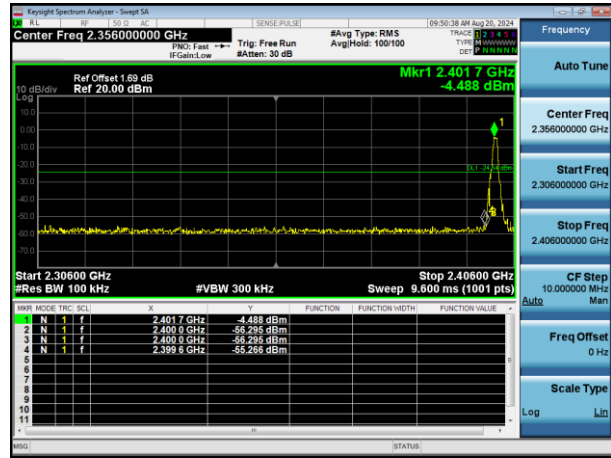 Keysight Spectrum Analyzer - Swept SA
RL RF 50 Ω AC SENSE:PULSE 09:50:38 AM Aug 20, 2024
Center Freq 2.356000000 GHz
PNO: Fast
IFGain:Low
Trig: Free Run
#Atten: 30 dB
#Avg Type: RMS
Avg|Hold: 100/100
TRACE 1 2 3 4 5 6
TYPE M W W W W W
DET P N N N N N
Frequency
Auto Tune
Center Freq
2.356000000 GHz
Start Freq
2.306000000 GHz
Stop Freq
2.406000000 GHz
CF Step
10.000000 MHz
Auto Man
Freq Offset
0 Hz
Scale Type
Log Lin
Ref Offset 1.69 dB
Ref 20.00 dBm
10 dB/div
Log
Mkr1 2.401 7 GHz
-4.488 dBm
10.0
0.00
-10.0
-20.0
-30.0
-40.0
-50.0
-60.0
-70.0
1
Start 2.30600 GHz
#Res BW 100 kHz
#VBW 300 kHz
Stop 2.40600 GHz
Sweep 9.600 ms (1001 pts)
MKR MODE TRC SCL X Y FUNCTION FUNCTION WIDTH FUNCTION VALUE
1 N 1 f 2.401 7 GHz -4.488 dBm
2 N 1 f 2.400 0 GHz -56.295 dBm
3 N 1 f 2.400 0 GHz -56.295 dBm
4 N 1 f 2.399 6 GHz -55.266 dBm
5
6
7
8
9
10
11
MSG STATUS